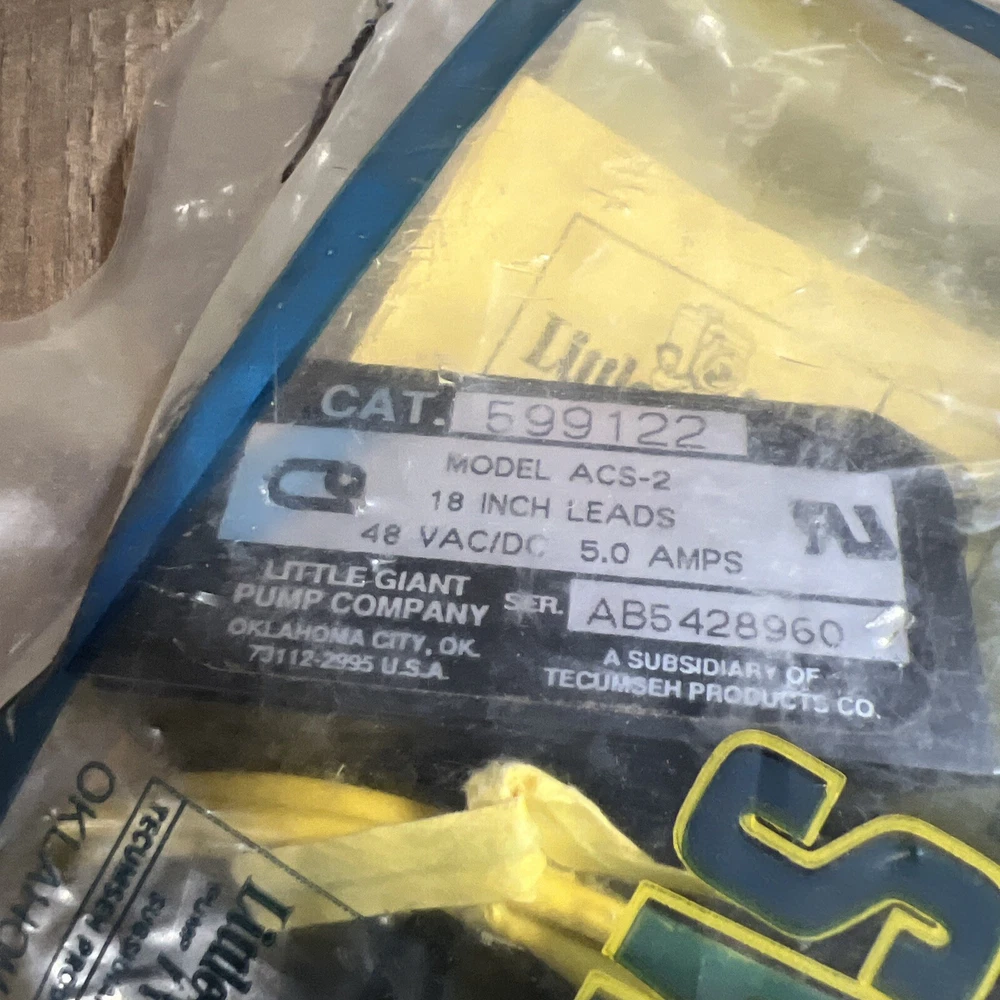 CAT. 599122
MODEL ACS-2
18 INCH LEADS
48 VAC/DC 5.0 AMPS
LITTLE GIANT
PUMP COMPANY
OKLAHOMA CITY, OK.
73112-2995 U.S.A.
SER. AB5428960
A SUBSIDIARY OF
TECUMSEH PRODUCTS CO.